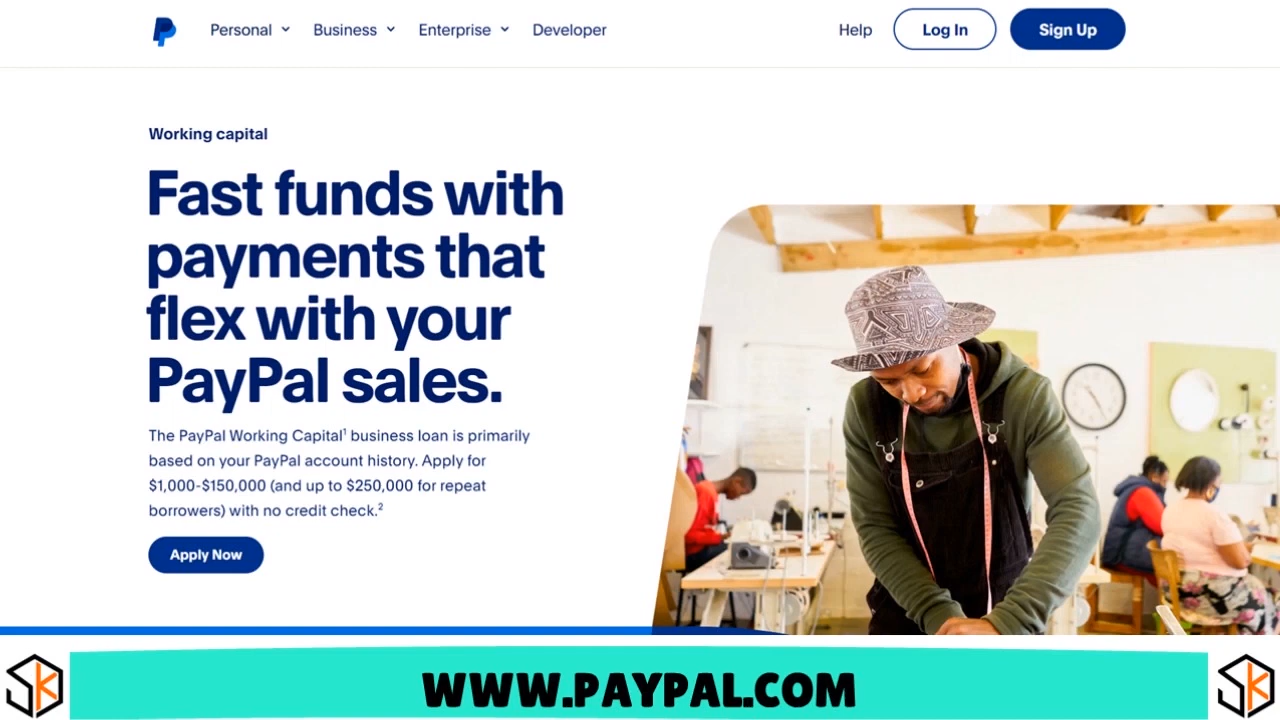 Personal Business Enterprise Developer Help Log In Sign Up
Working capital
Fast funds with
payments that
flex with your
PayPal sales.
The PayPal Working Capital¹ business loan is primarily
based on your PayPal account history. Apply for
$1,000-$150,000 (and up to $250,000 for repeat
borrowers) with no credit check.²
Apply Now
WWW.PAYPAL.COM
SK
SK